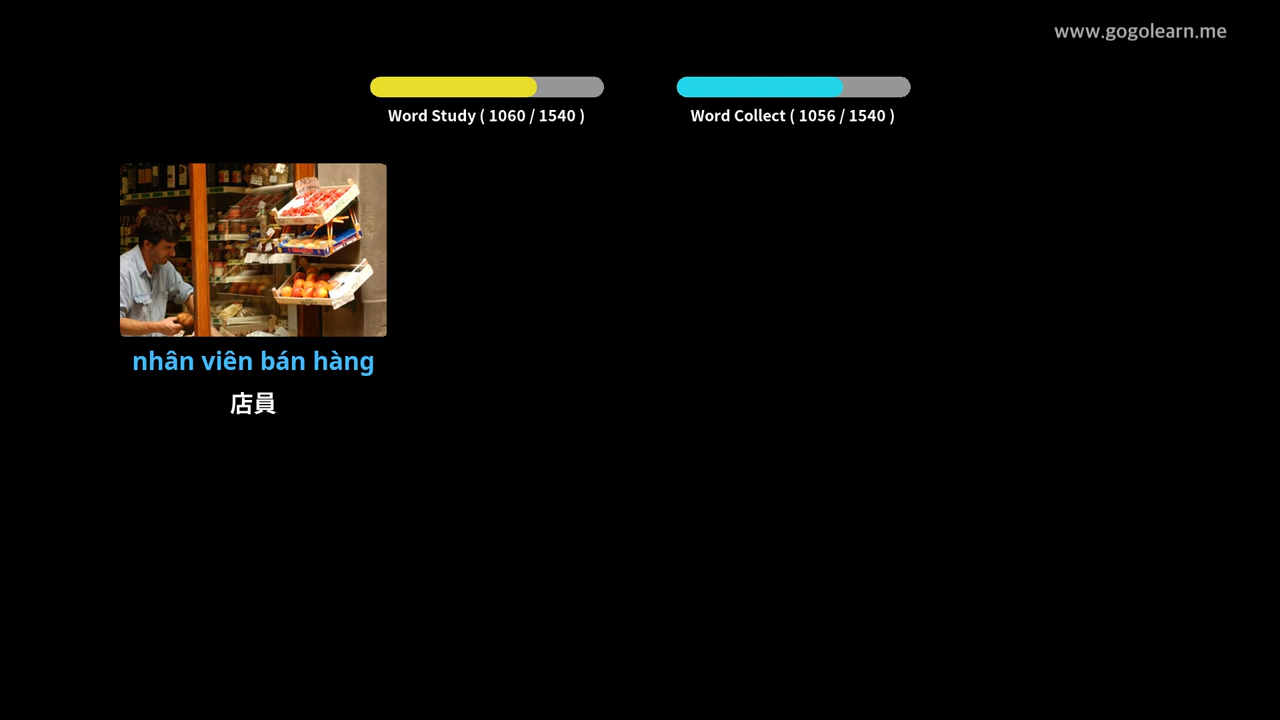 www.gogolearn.me
Word Study ( 1060 / 1540 )
Word Collect ( 1056 / 1540 )
nhân viên bán hàng
店員